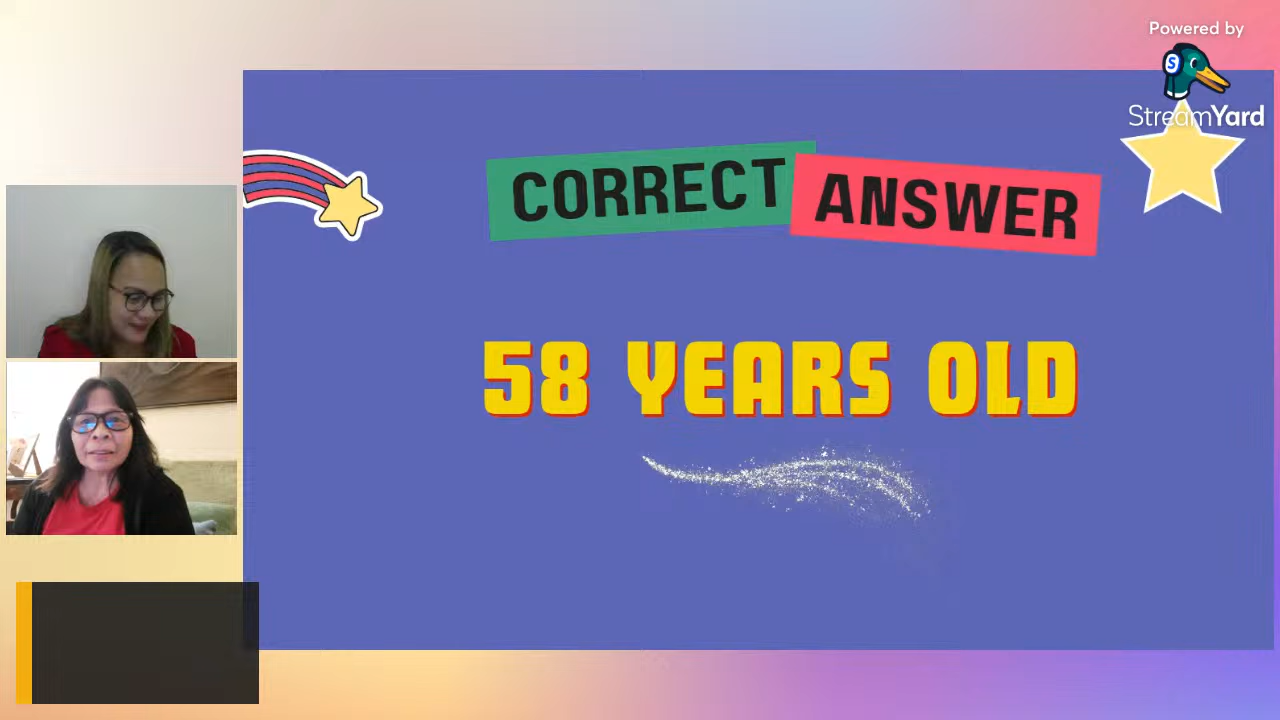 Powered by
S
StreamYard
CORRECT ANSWER
58 YEARS OLD